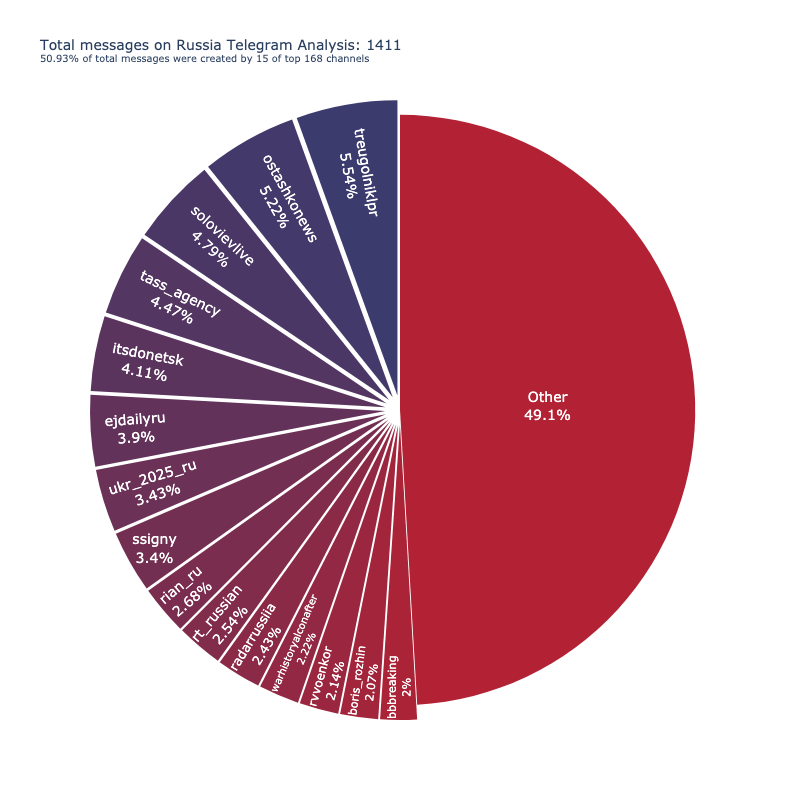 Total messages on Russia Telegram Analysis: 1411
50.93% of total messages were created by 15 of top 168 channels
treugolniklpr
5.54%
ostashkonews
5.22%
solovievlive
4.79%
tass_agency
4.47%
itsdonetsk
4.11%
ejdailyru
3.9%
ukr_2025_ru
3.43%
ssigny
3.4%
rian_ru
2.68%
rt_russian
2.54%
radarrussiia
2.43%
warhistoryalconafter
2.22%
rvvoenkor
2.14%
boris_rozhin
2.07%
bbbreaking
2%
Other
49.1%